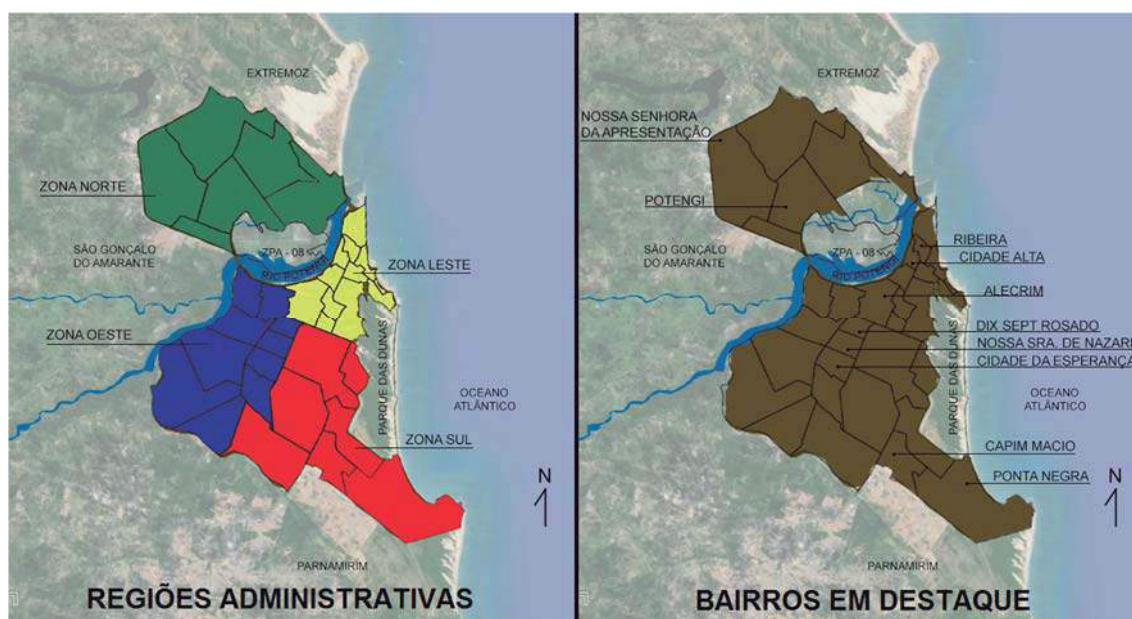 EXTREMOZ
ZONA NORTE
SÃO GONÇALO
DO AMARANTE
ZPA - 08
RIO POTENGI
ZONA LESTE
ZONA OESTE
PARQUE DAS DUNAS
OCEANO
ATLÂNTICO
ZONA SUL
N
PARNAMIRIM
REGIÕES ADMINISTRATIVAS
EXTREMOZ
NOSSA SENHORA
DA APRESENTAÇÃO
POTENGI
SÃO GONÇALO
DO AMARANTE
ZPA - 08
RIO POTENGI
RIBEIRA
CIDADE ALTA
ALECRIM
DIX SEPT ROSADO
NOSSA SRA. DE NAZARÉ
CIDADE DA ESPERANÇA
PARQUE DAS DUNAS
OCEANO
ATLÂNTICO
CAPIM MACIO
PONTA NEGRA
N
PARNAMIRIM
BAIRROS EM DESTAQUE